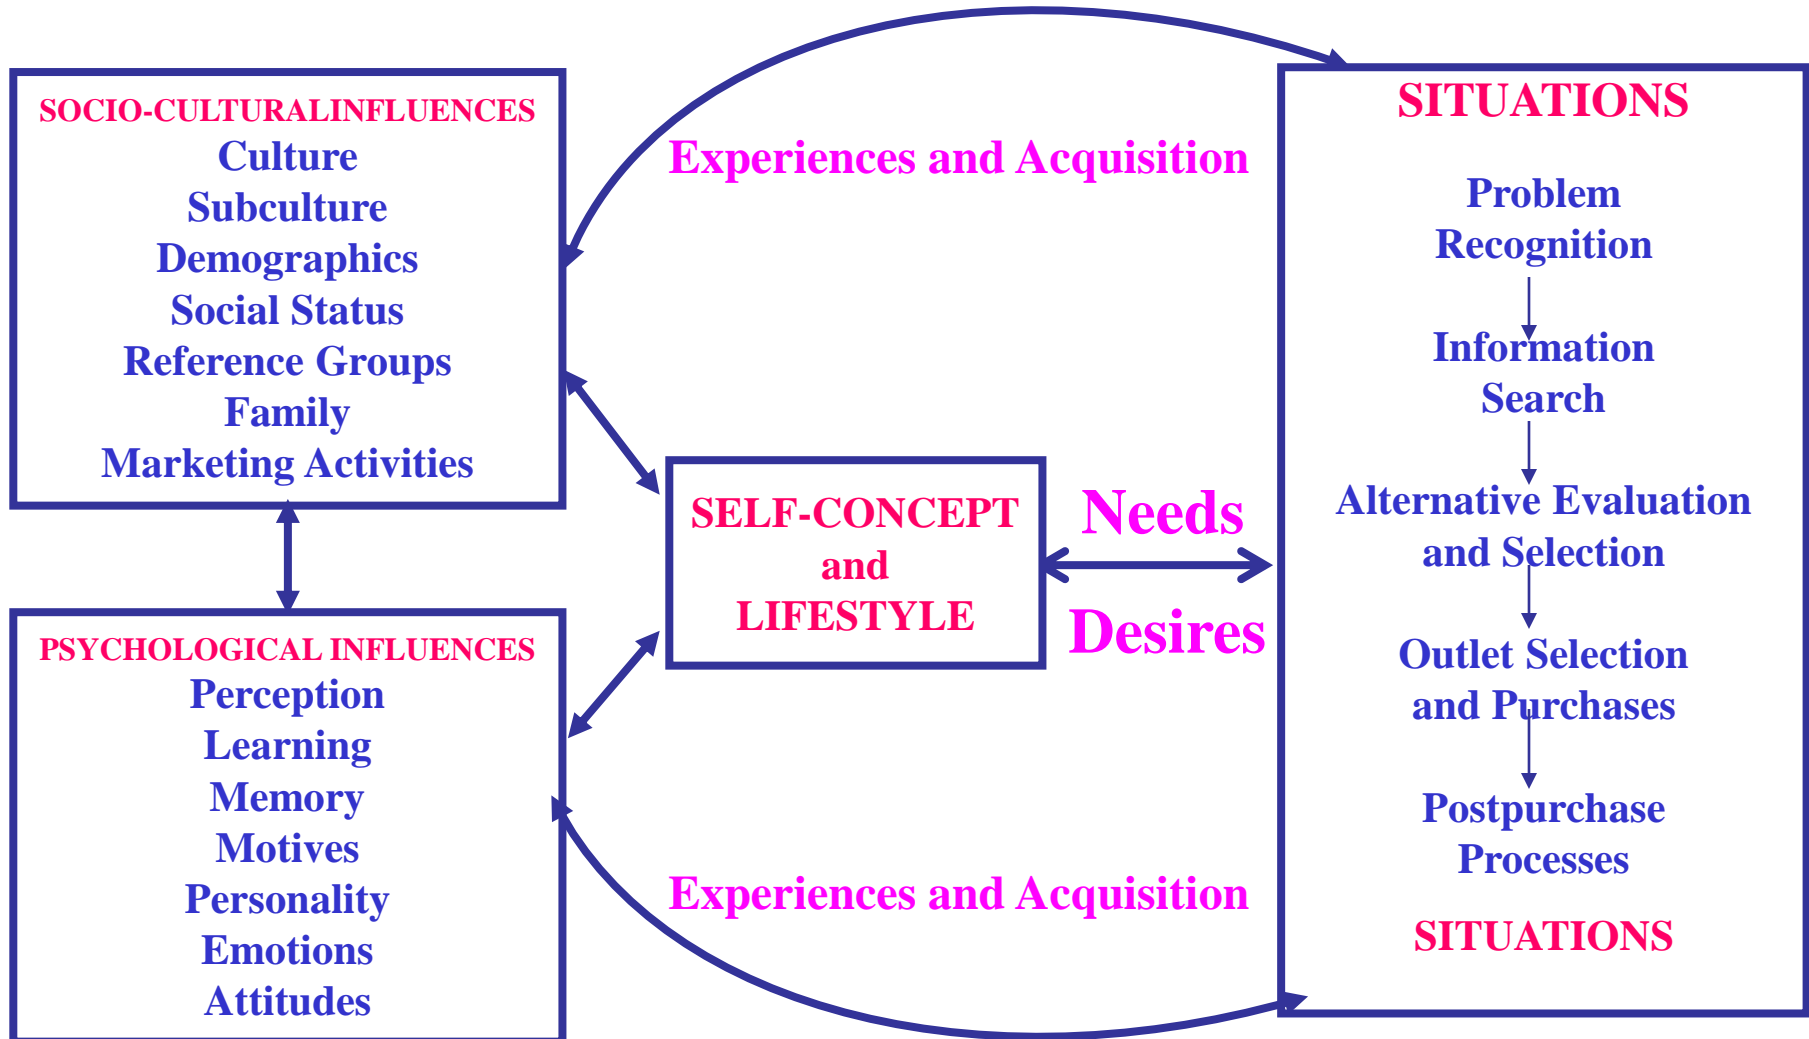 SOCIO-CULTURALINFLUENCES
Culture
Subculture
Demographics
Social Status
Reference Groups
Family
Marketing Activities
PSYCHOLOGICAL INFLUENCES
Perception
Learning
Memory
Motives
Personality
Emotions
Attitudes
Experiences and Acquisition
SELF-CONCEPT
and
LIFESTYLE
Needs
Desires
Experiences and Acquisition
SITUATIONS
Problem
Recognition
Information
Search
Alternative Evaluation
and Selection
Outlet Selection
and Purchases
Postpurchase
Processes
SITUATIONS